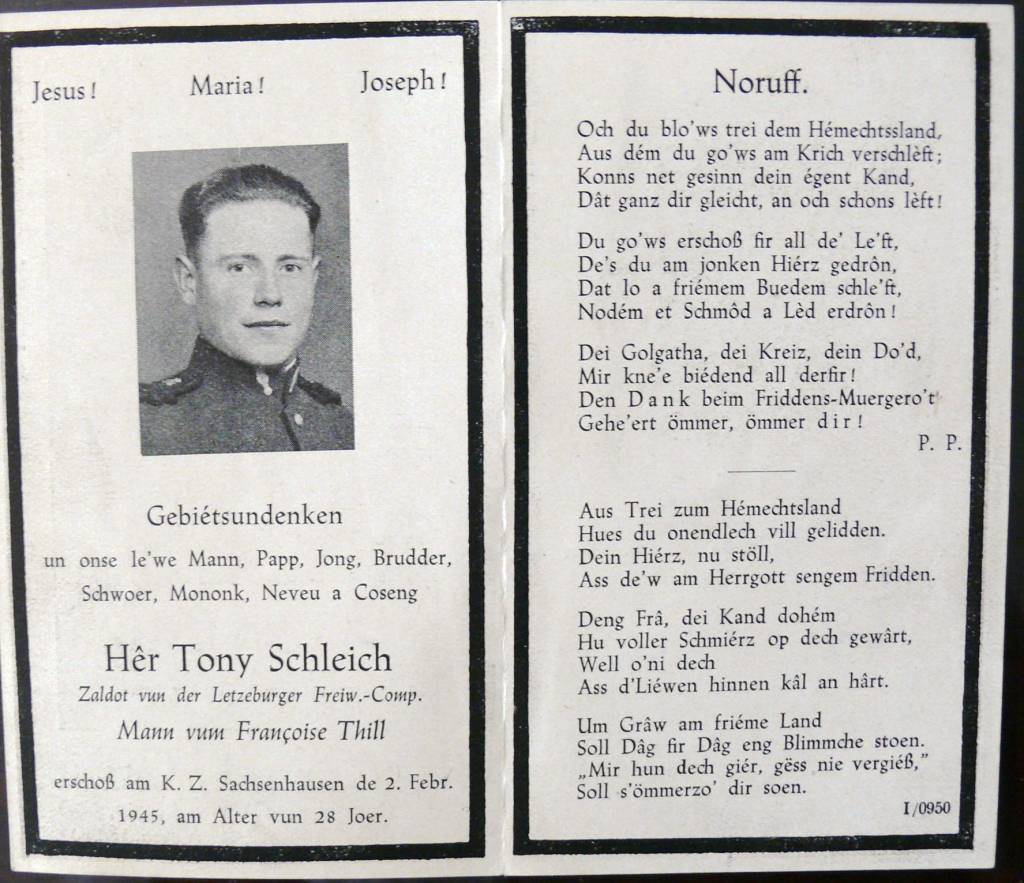 Jesus! Maria! Joseph!
Gebiétsundenken
un onse le'we Mann, Papp, Jong, Brudder,
Schwoer, Mononk, Neveu a Coseng
Hêr Tony Schleich
Zaldot vun der Letzeburger Freiw.-Comp.
Mann vum Françoise Thill
erschoß am K. Z. Sachsenhausen de 2. Febr.
1945, am Alter vun 28 Joer.
Noruff.
Och du blo'ws trei dem Hémechtssland,
Aus dém du go'ws am Krich verschlèft;
Konns net gesinn dein égent Kand,
Dât ganz dir gleicht, an och schons lèft!
Du go'ws erschoß fir all de' Le'ft,
De's du am jonken Hiérz gedrôn,
Dat lo a friémem Buedem schle'ft,
Nodém et Schmôd a Lèd erdrôn!
Dei Golgatha, dei Kreiz, dein Do'd,
Mir kne'e biédend all derfir!
Den Dank beim Friddens-Muergero't
Gehe'ert ömmer, ömmer dir!
P. P.
Aus Trei zum Hémechtsland
Hues du onendlech vill gelidden.
Dein Hiérz, nu stöll,
Ass de'w am Herrgott sengem Fridden.
Deng Frâ, dei Kand dohém
Hu voller Schmiérz op dech gewârt,
Well o'ni dech
Ass d'Liéwen hinnen kâl an hârt.
Um Grâw am friéme Land
Soll Dâg fir Dâg eng Blimmche stoen.
„Mir hun dech giér, gëss nie vergiéß,"
Soll s'ömmerzo' dir soen.
I/0950